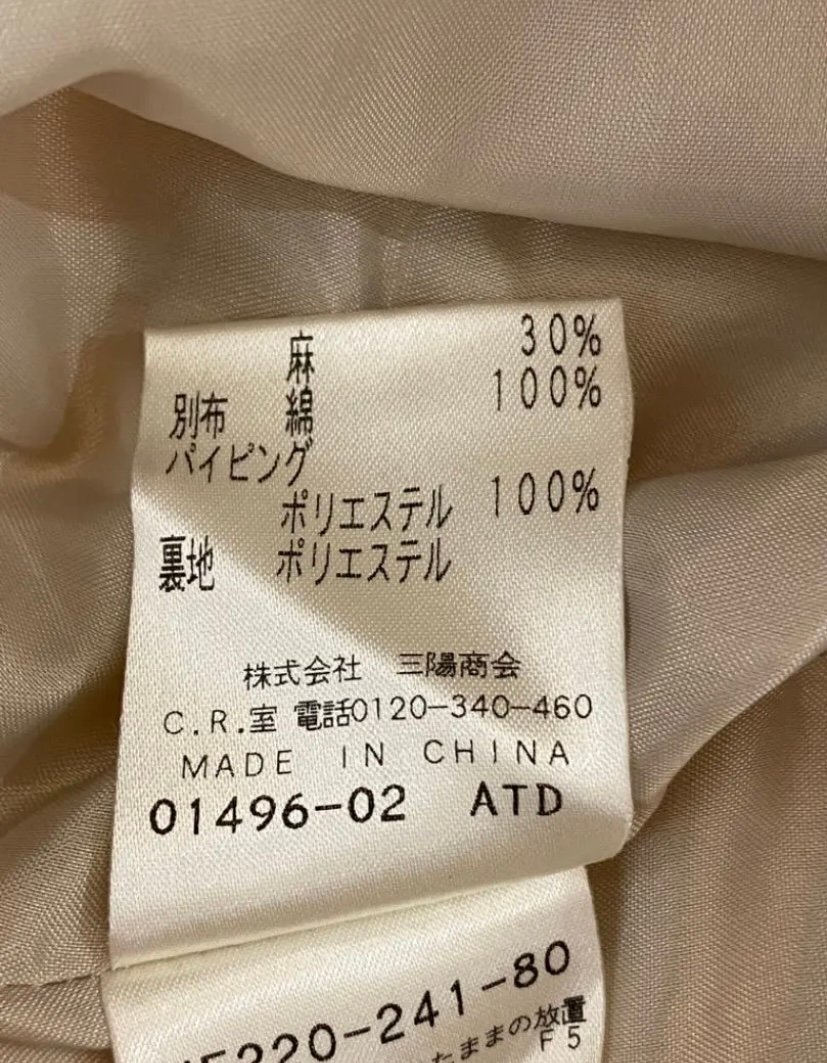 麻 30%
別布 綿 100%
パイピング
ポリエステル 100%
裏地 ポリエステル
株式会社 三陽商会
C.R.室 電話0120-340-460
MADE IN CHINA
01496-02 ATD
220-241-80
たままの放置
F5